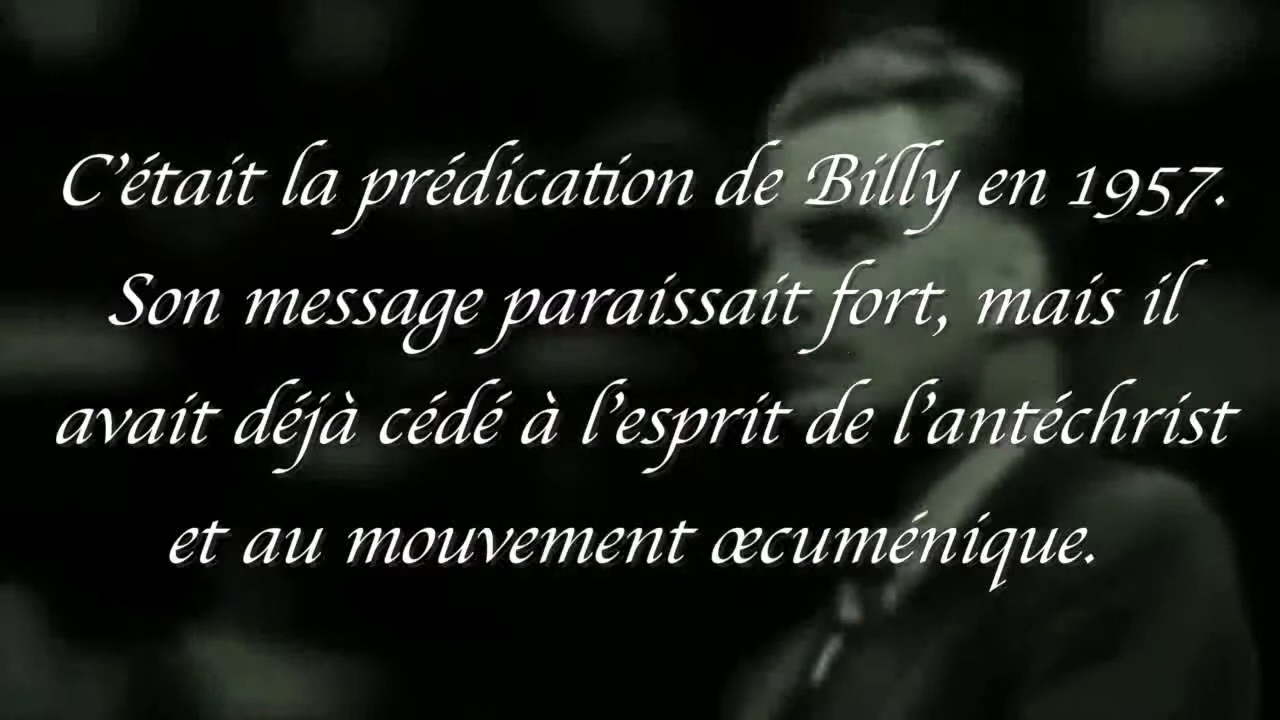 C’était la prédication de Billy en 1957.
Son message paraissait fort, mais il
avait déjà cédé à l’esprit de l’antéchrist
et au mouvement œcuménique.